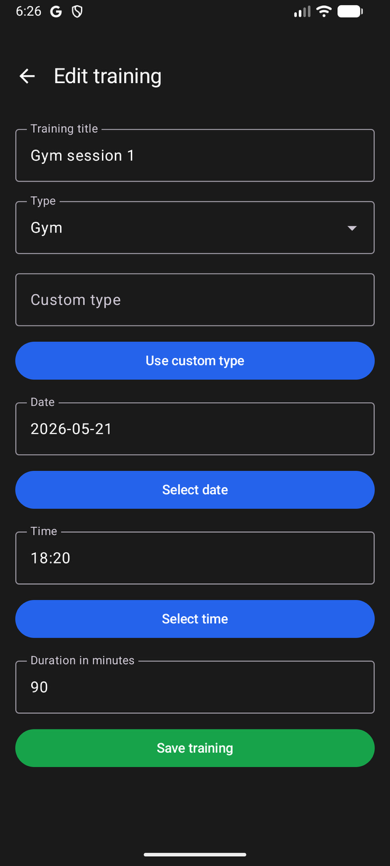 6:26
Edit training
Training title
Gym session 1
Type
Gym
Custom type
Use custom type
Date
2026-05-21
Select date
Time
18:20
Select time
Duration in minutes
90
Save training